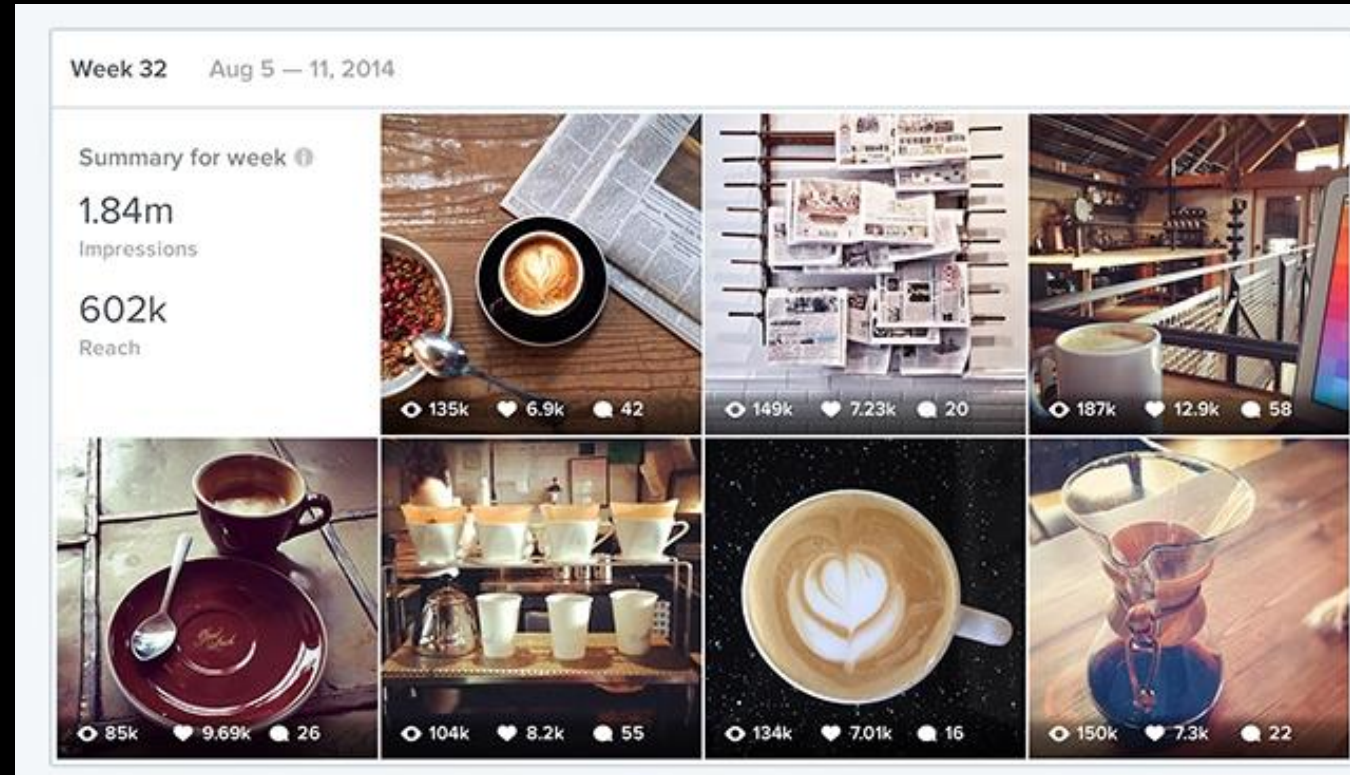 Week 32 Aug 5 — 11, 2014
Summary for week
1.84m
Impressions
602k
Reach
135k 6.9k 42
149k 7.23k 20
187k 12.9k 58
85k 9.69k 26
104k 8.2k 55
134k 7.01k 16
150k 7.3k 22